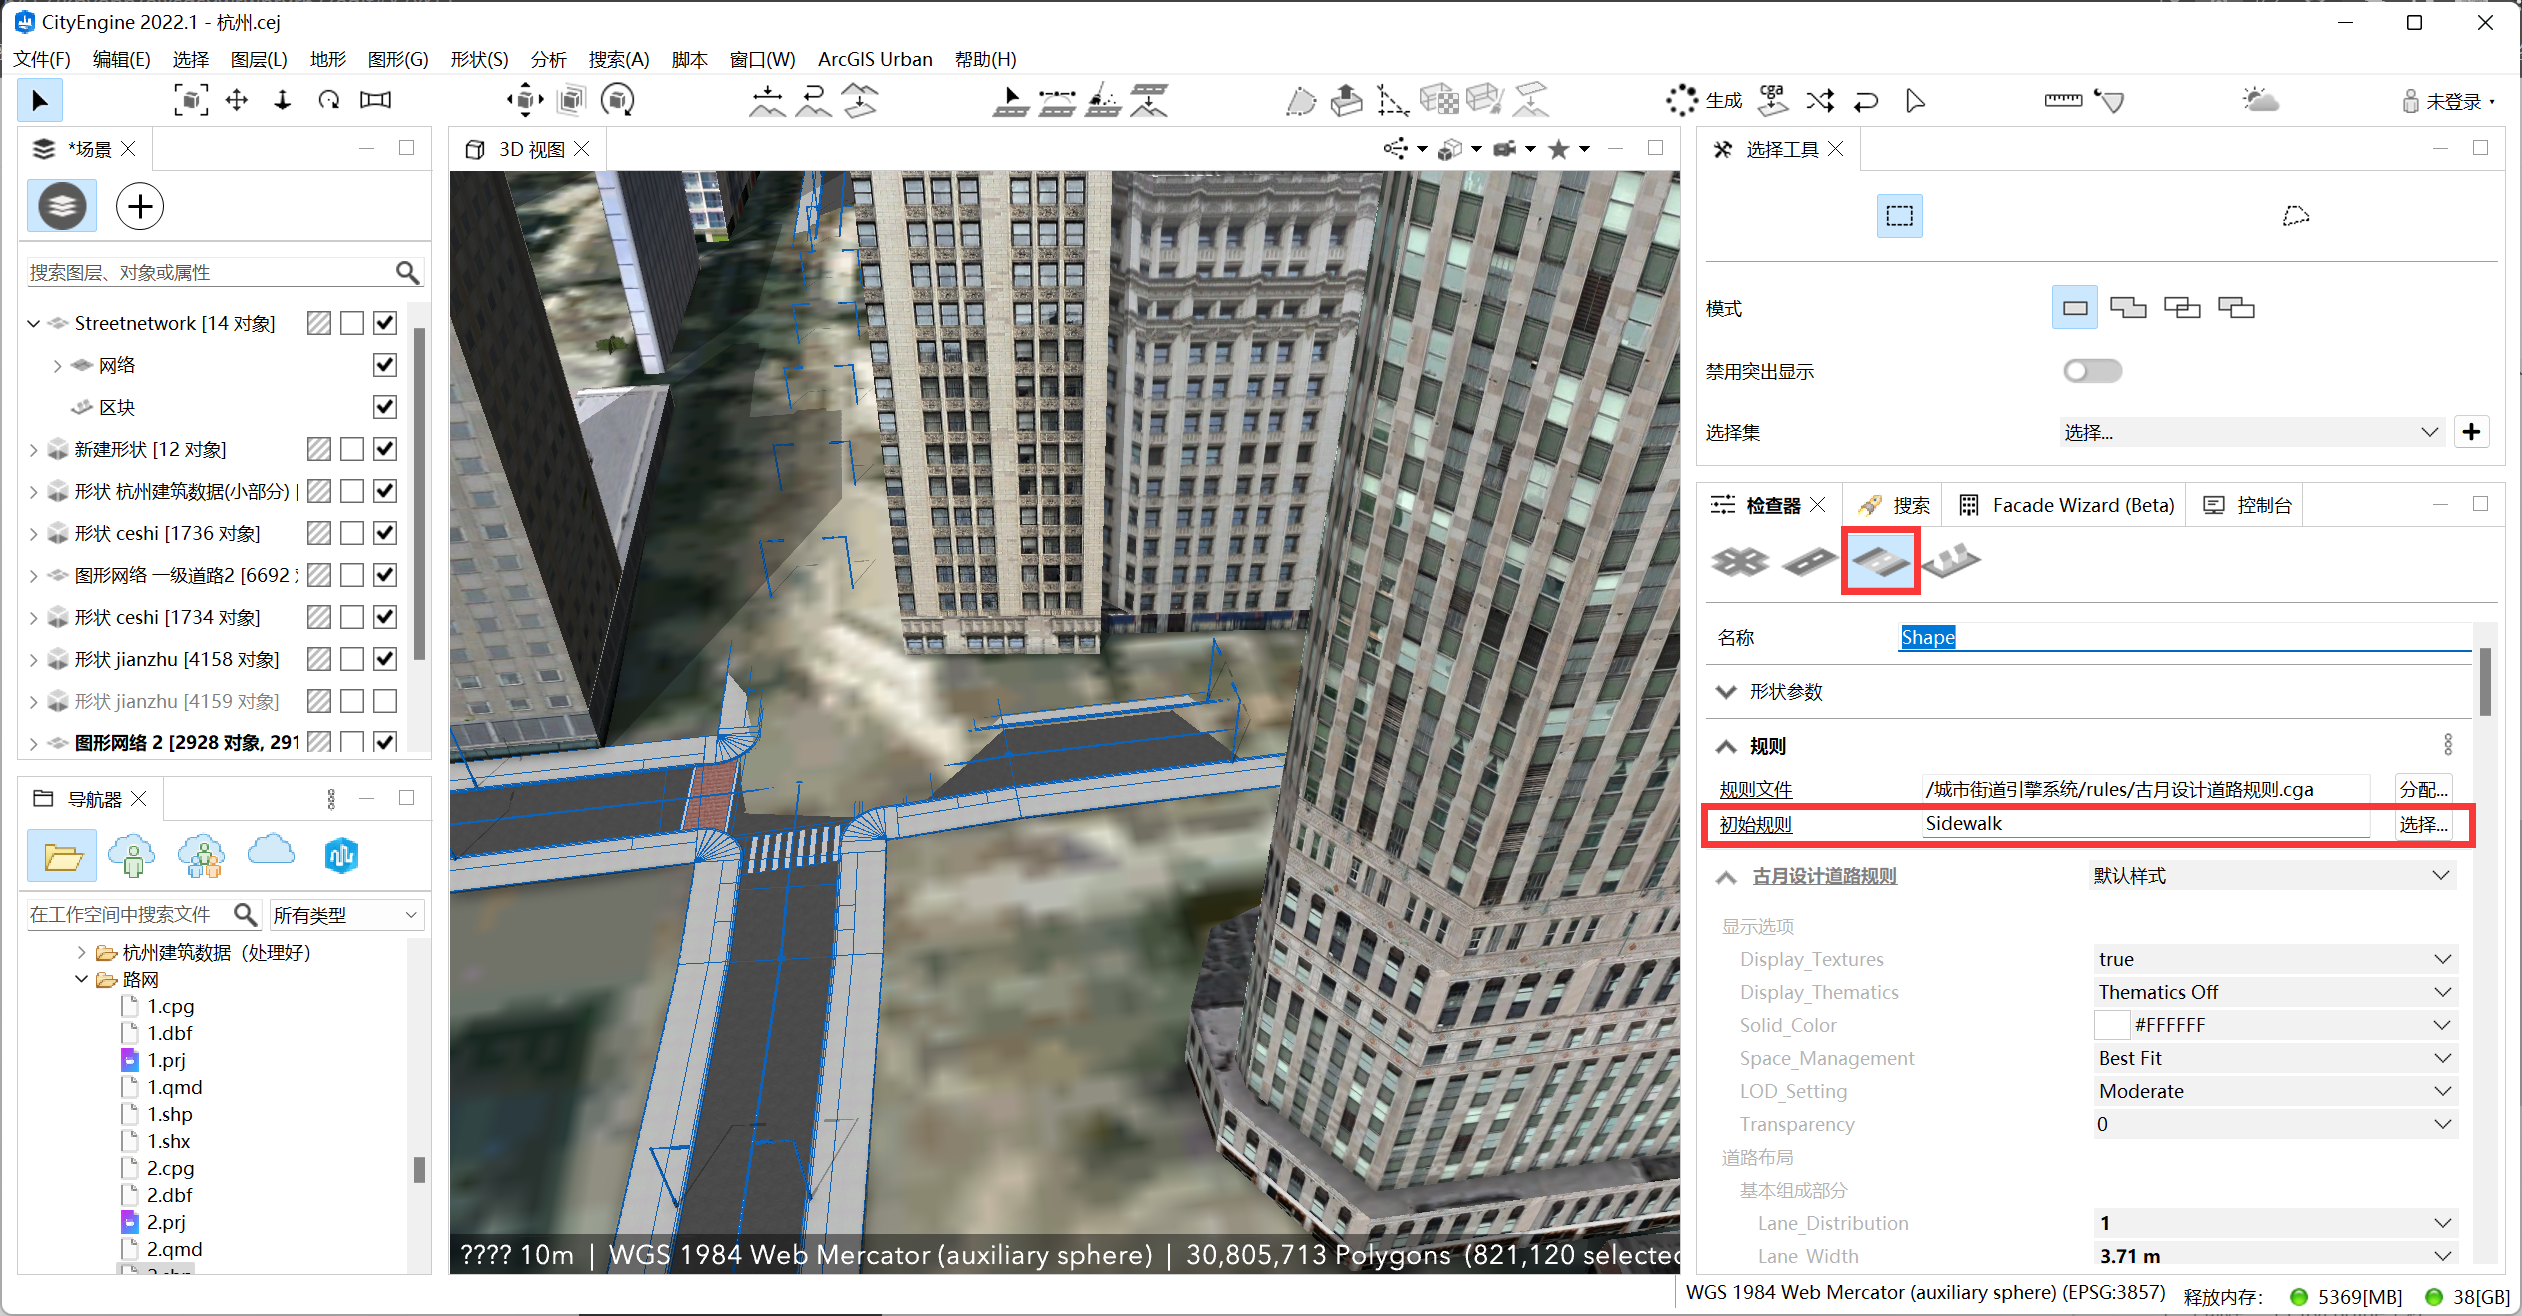 CityEngine 2022.1 - 杭州.cej
文件(F) 编辑(E) 选择 图层(L) 地形 图形(G) 形状(S) 分析 搜索(A) 脚本 窗口(W) ArcGIS Urban 帮助(H)
cga
生成
未登录
*场景
搜索图层、对象或属性
Streetnetwork [14 对象]
网络
区块
新建形状 [12 对象]
形状 杭州建筑数据(小部分) [
形状 ceshi [1736 对象]
图形网络 一级道路2 [6692 对
形状 ceshi [1734 对象]
形状 jianzhu [4158 对象]
形状 jianzhu [4159 对象]
图形网络 2 [2928 对象, 291
导航器
在工作空间中搜索文件
所有类型
杭州建筑数据（处理好）
路网
1.cpg
1.dbf
1.prj
1.qmd
1.shp
1.shx
2.cpg
2.dbf
2.prj
2.qmd
2.shp
3D 视图
???? 10m | WGS 1984 Web Mercator (auxiliary sphere) | 30,805,713 Polygons (821,120 selected
选择工具
模式
禁用突出显示
选择集 选择...
检查器 搜索 Facade Wizard (Beta) 控制台
名称 Shape
形状参数
规则
规则文件 /城市街道引擎系统/rules/古月设计道路规则.cga 分配...
初始规则 Sidewalk 选择...
古月设计道路规则 默认样式
显示选项
Display_Textures true
Display_Thematics Thematics Off
Solid_Color #FFFFFF
Space_Management Best Fit
LOD_Setting Moderate
Transparency 0
道路布局
基本组成部分
Lane_Distribution 1
Lane_Width 3.71 m
WGS 1984 Web Mercator (auxiliary sphere) (EPSG:3857) 释放内存: 5369[MB] 38[GB]